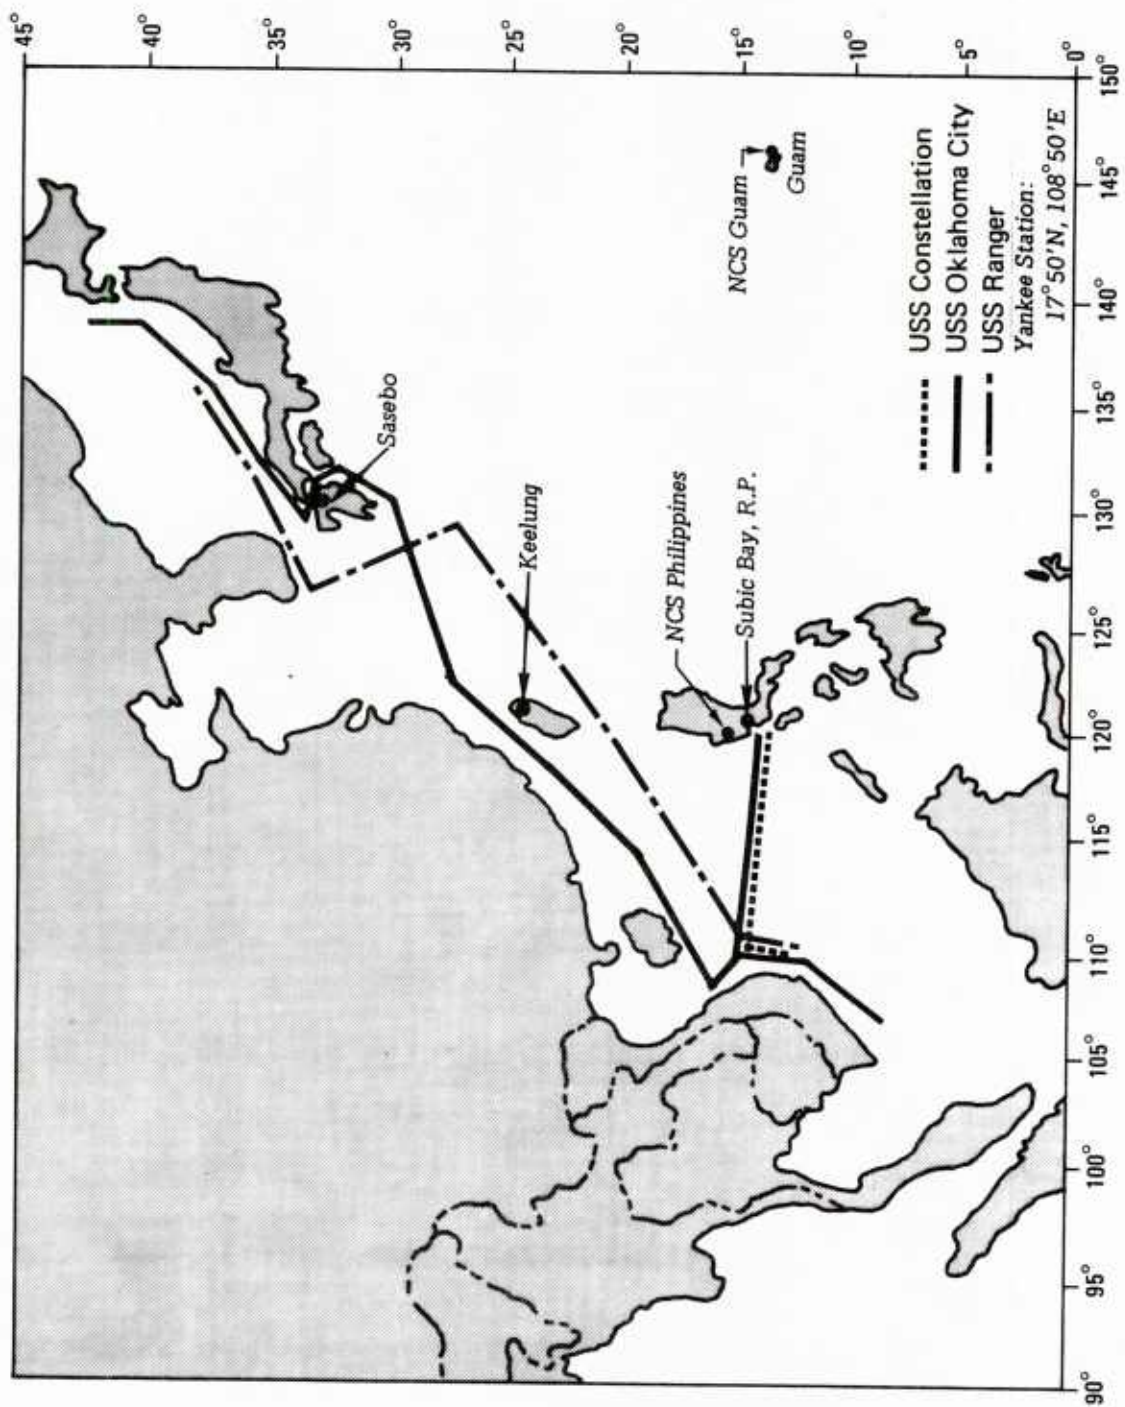 45°
40°
35°
30°
25°
20°
15°
10°
5°
0°
90°
95°
100°
105°
110°
115°
120°
125°
130°
135°
140°
145°
150°
Sasebo
Keelung
NCS Philippines
Subic Bay, R.P.
NCS Guam
Guam
USS Constellation
USS Oklahoma City
USS Ranger
Yankee Station:
17°50'N, 108°50'E